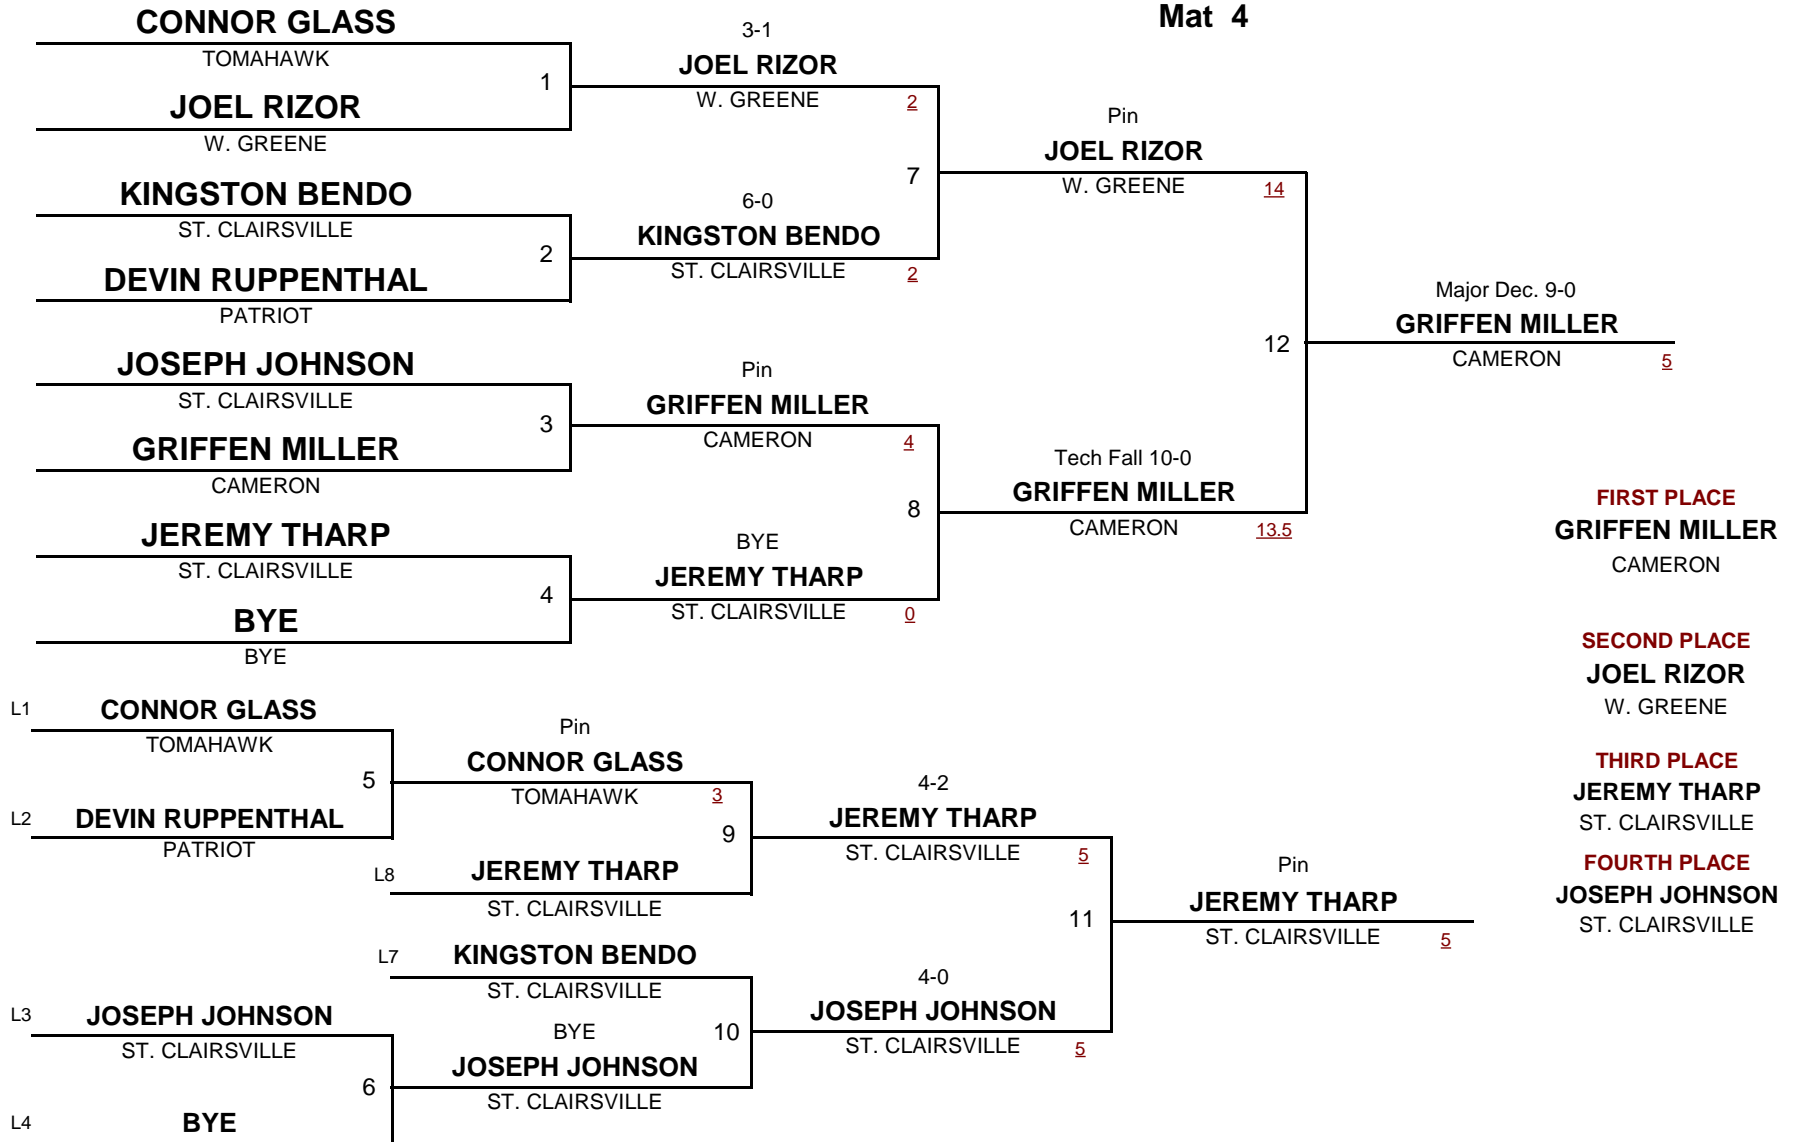 Mat 4
CONNOR GLASS
TOMAHAWK
1
JOEL RIZOR
W. GREENE
KINGSTON BENDO
ST. CLAIRSVILLE
2
DEVIN RUPPENTHAL
PATRIOT
JOSEPH JOHNSON
ST. CLAIRSVILLE
3
GRIFFEN MILLER
CAMERON
JEREMY THARP
ST. CLAIRSVILLE
4
BYE
BYE
3-1
JOEL RIZOR
W. GREENE 2
7
6-0
KINGSTON BENDO
ST. CLAIRSVILLE 2
Pin
GRIFFEN MILLER
CAMERON 4
8
BYE
JEREMY THARP
ST. CLAIRSVILLE 0
Pin
JOEL RIZOR
W. GREENE 14
12
Tech Fall 10-0
GRIFFEN MILLER
CAMERON 13.5
Major Dec. 9-0
GRIFFEN MILLER
CAMERON 5
FIRST PLACE
GRIFFEN MILLER
CAMERON
SECOND PLACE
JOEL RIZOR
W. GREENE
THIRD PLACE
JEREMY THARP
ST. CLAIRSVILLE
FOURTH PLACE
JOSEPH JOHNSON
ST. CLAIRSVILLE
L1 CONNOR GLASS
TOMAHAWK
5
L2 DEVIN RUPPENTHAL
PATRIOT
L3 JOSEPH JOHNSON
ST. CLAIRSVILLE
6
L4 BYE
Pin
CONNOR GLASS
TOMAHAWK 3
9
L8 JEREMY THARP
ST. CLAIRSVILLE
L7 KINGSTON BENDO
ST. CLAIRSVILLE
BYE 10
JOSEPH JOHNSON
ST. CLAIRSVILLE
4-2
JEREMY THARP
ST. CLAIRSVILLE 5
11
4-0
JOSEPH JOHNSON
ST. CLAIRSVILLE 5
Pin
JEREMY THARP
ST. CLAIRSVILLE 5